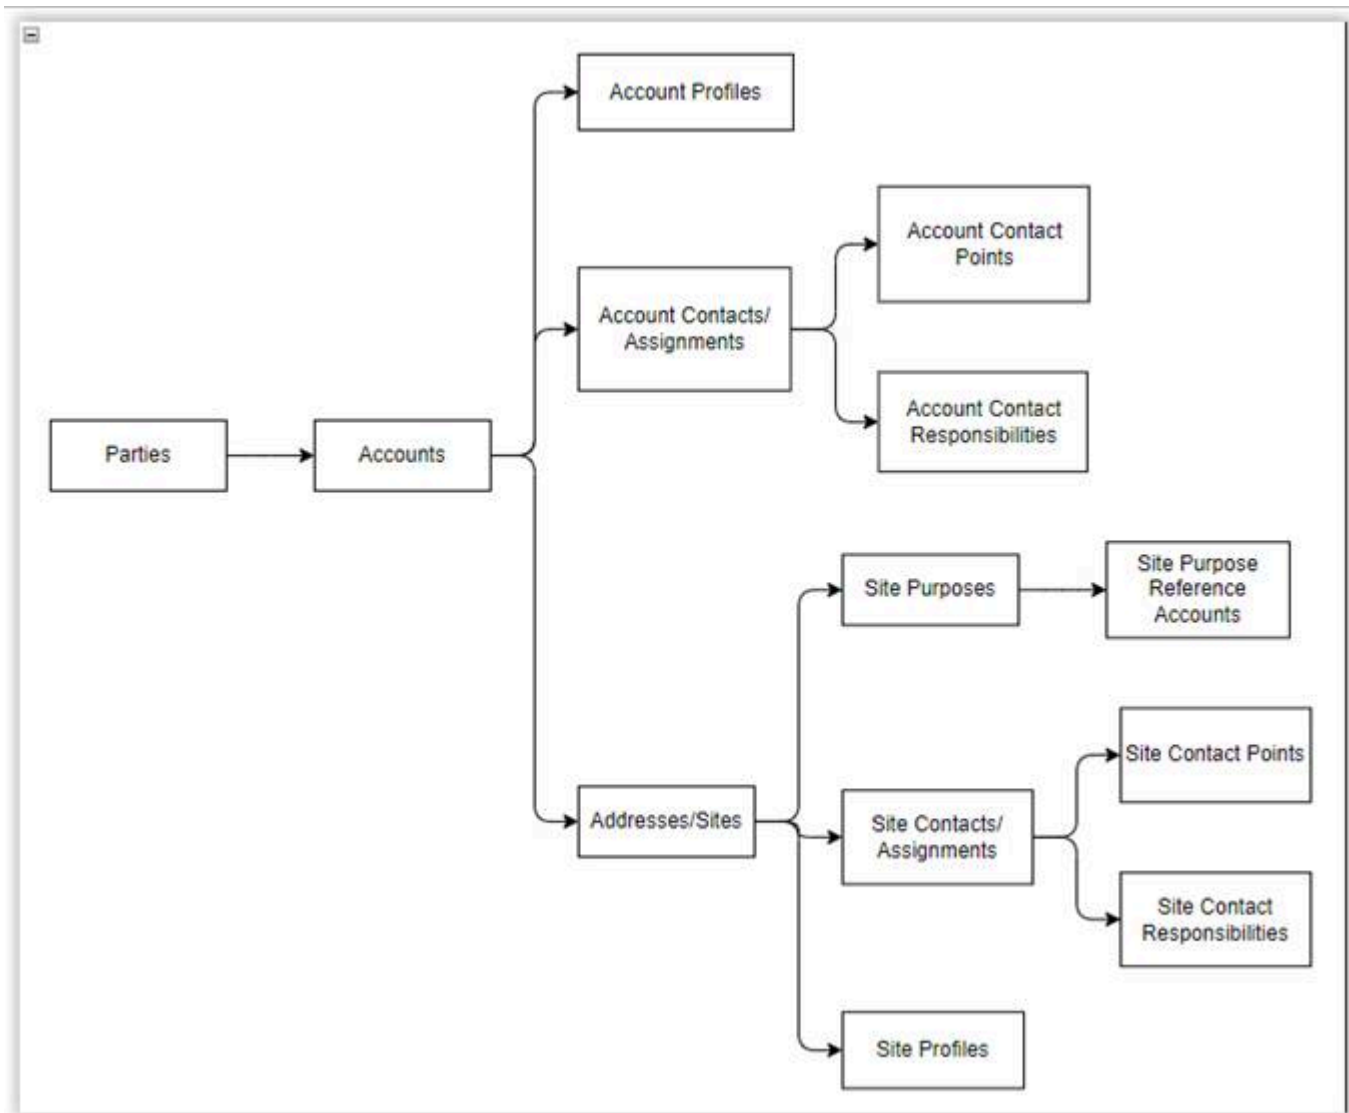 Account Profiles
Account Contact
Points
Account Contacts/
Assignments
Account Contact
Responsibilities
Parties
Accounts
Site Purposes
Site Purpose
Reference
Accounts
Site Contact Points
Addresses/Sites
Site Contacts/
Assignments
Site Contact
Responsibilities
Site Profiles